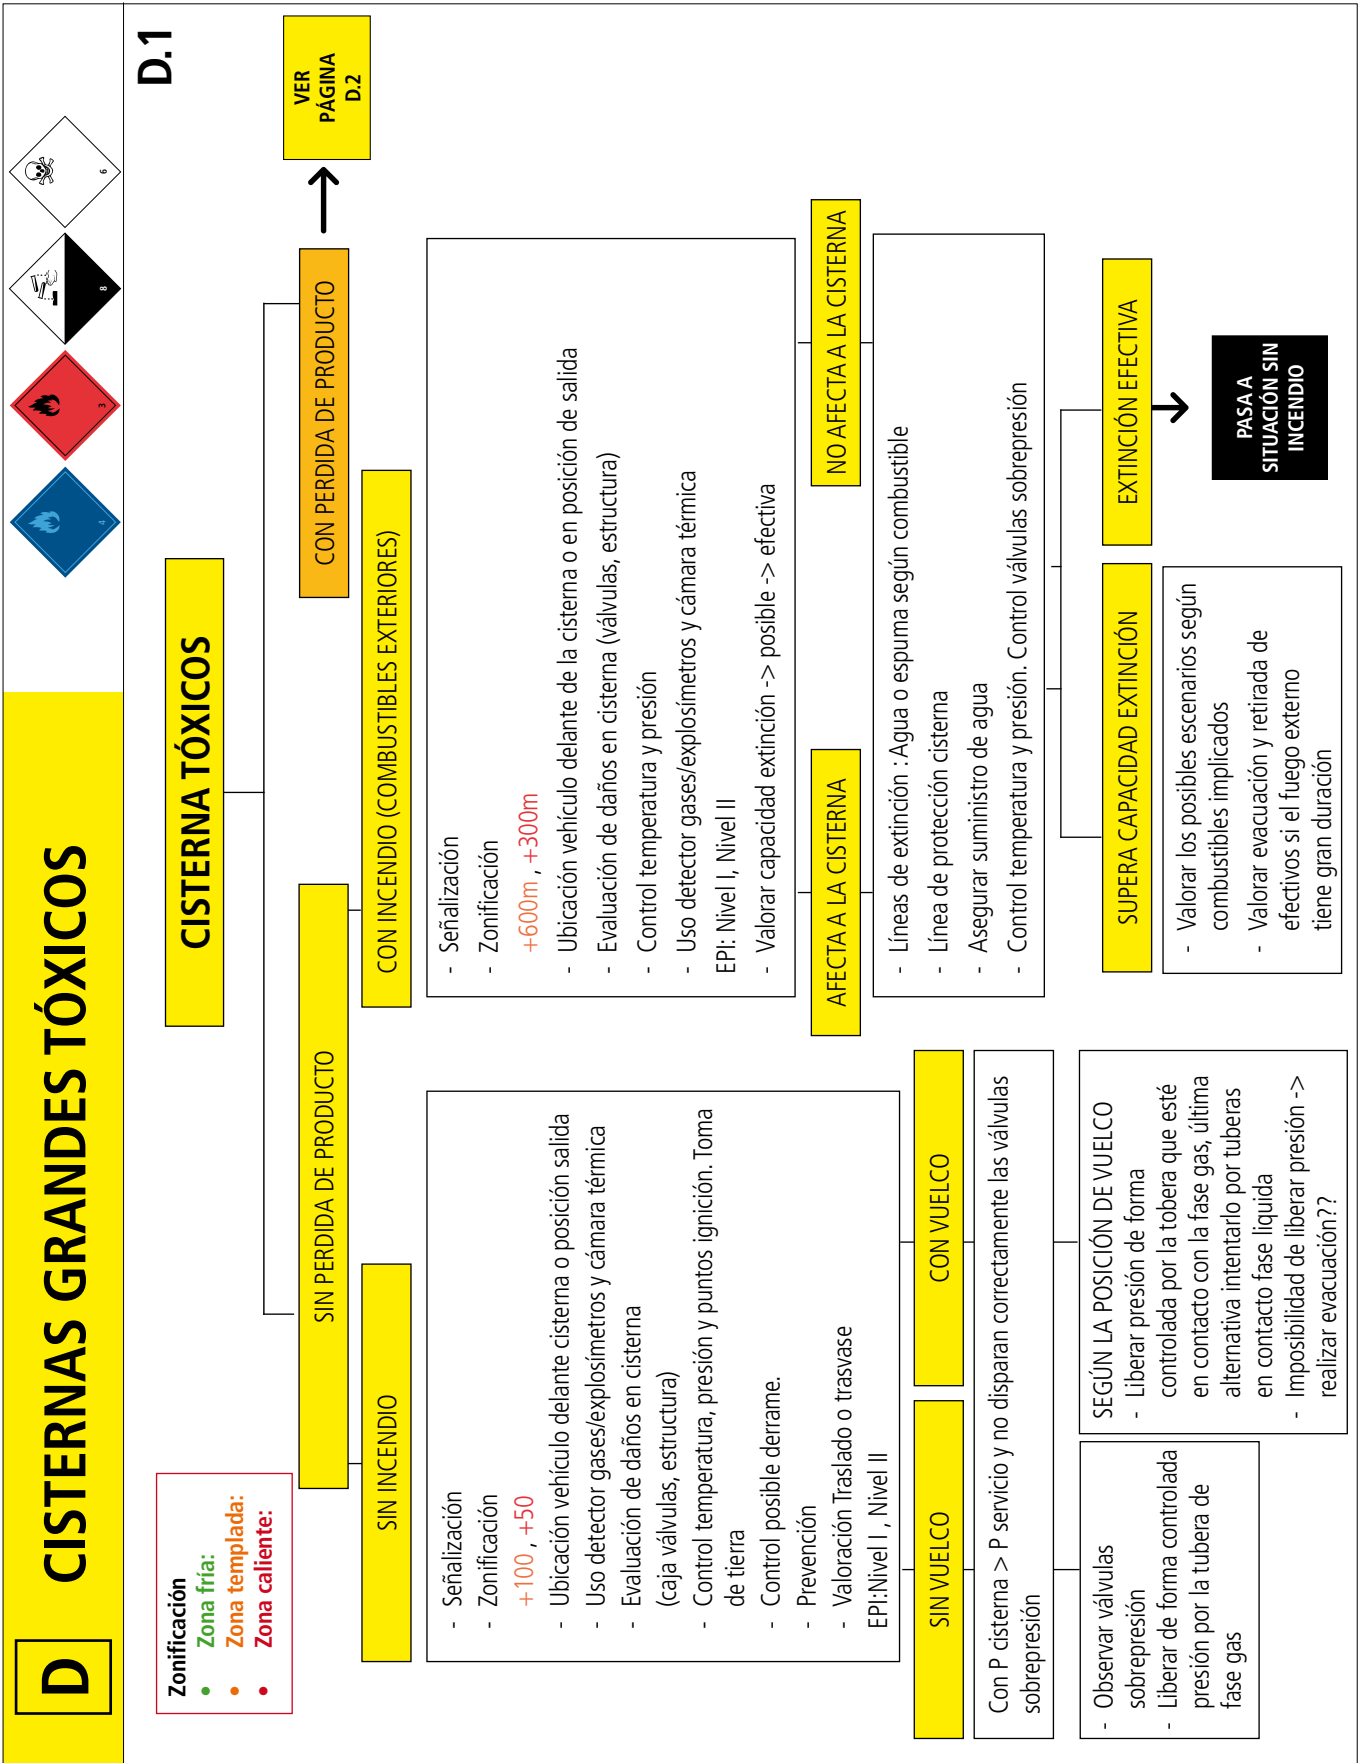 D
CISTERNAS GRANDES TÓXICOS
4
3
8
6
D.1
Zonificación
• Zona fría:
• Zona templada:
• Zona caliente:
CISTERNA TÓXICOS
SIN PERDIDA DE PRODUCTO
CON PERDIDA DE PRODUCTO
VER
PÁGINA
D.2
SIN INCENDIO
CON INCENDIO (COMBUSTIBLES EXTERIORES)
- Señalización
- Zonificación
+100 , +50
- Ubicación vehículo delante cisterna o posición salida
- Uso detector gases/explosímetros y cámara térmica
- Evaluación de daños en cisterna
(caja válvulas, estructura)
- Control temperatura, presión y puntos ignición. Toma
de tierra
- Control posible derrame.
- Prevención
- Valoración Traslado o trasvase
EPI:Nivel I , Nivel II
- Señalización
- Zonificación
+600m , +300m
- Ubicación vehículo delante de la cisterna o en posición de salida
- Evaluación de daños en cisterna (válvulas, estructura)
- Control temperatura y presión
- Uso detector gases/explosímetros y cámara térmica
EPI: Nivel I, Nivel II
- Valorar capacidad extinción -> posible -> efectiva
SIN VUELCO
CON VUELCO
Con P cisterna > P servicio y no disparan correctamente las válvulas
sobrepresión
- Observar válvulas
sobrepresión
- Liberar de forma controlada
presión por la tubera de
fase gas
SEGÚN LA POSICIÓN DE VUELCO
- Liberar presión de forma
controlada por la tobera que esté
en contacto con la fase gas, última
alternativa intentarlo por tuberas
en contacto fase liquida
- Imposibilidad de liberar presión ->
realizar evacuación??
AFECTA A LA CISTERNA
NO AFECTA A LA CISTERNA
- Líneas de extinción : Agua o espuma según combustible
- Línea de protección cisterna
- Asegurar suministro de agua
- Control temperatura y presión. Control válvulas sobrepresión
SUPERA CAPACIDAD EXTINCIÓN
EXTINCIÓN EFECTIVA
- Valorar los posibles escenarios según
combustibles implicados
- Valorar evacuación y retirada de
efectivos si el fuego externo
tiene gran duración
PASA A
SITUACIÓN SIN
INCENDIO